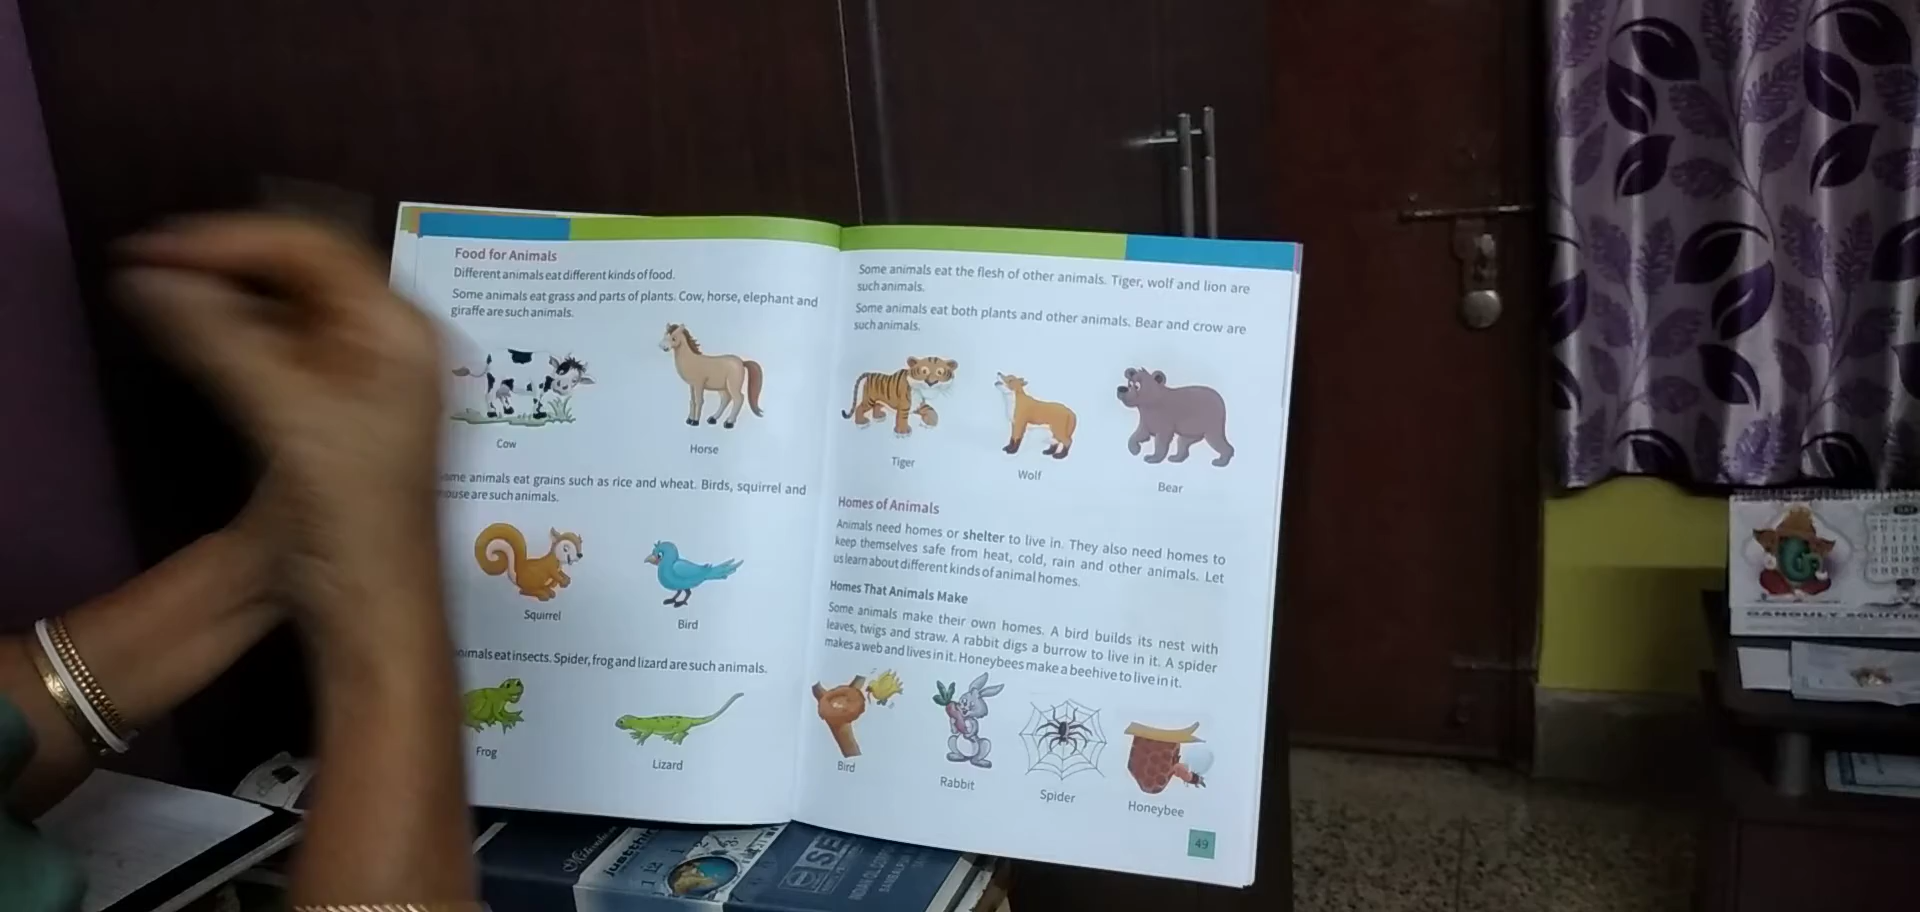 Food for Animals
Different animals eat different kinds of food.
Some animals eat grass and parts of plants. Cow, horse, elephant and
giraffe are such animals.
Cow
Horse
ome animals eat grains such as rice and wheat. Birds, squirrel and
ouse are such animals.
Squirrel
Bird
nimals eat insects. Spider, frog and lizard are such animals.
Frog
Lizard
Some animals eat the flesh of other animals. Tiger, wolf and lion are
such animals.
Some animals eat both plants and other animals. Bear and crow are
such animals.
Tiger
Wolf
Bear
Homes of Animals
Animals need homes or shelter to live in. They also need homes to
keep themselves safe from heat, cold, rain and other animals. Let
us learn about different kinds of animal homes.
Homes That Animals Make
Some animals make their own homes. A bird builds its nest with
leaves, twigs and straw. A rabbit digs a burrow to live in it. A spider
makes a web and lives in it. Honeybees make a beehive to live in it.
Bird
Rabbit
Spider
Honeybee
49